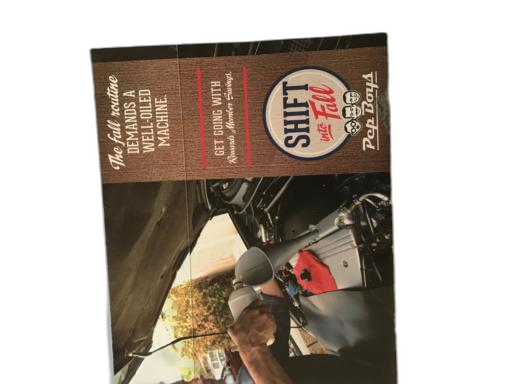 The fall routine
DEMANDS A
WELL-OILED
MACHINE.
GET GOING WITH
Rewards Member Savings.
SHIFT
into Fall
Pep Boys